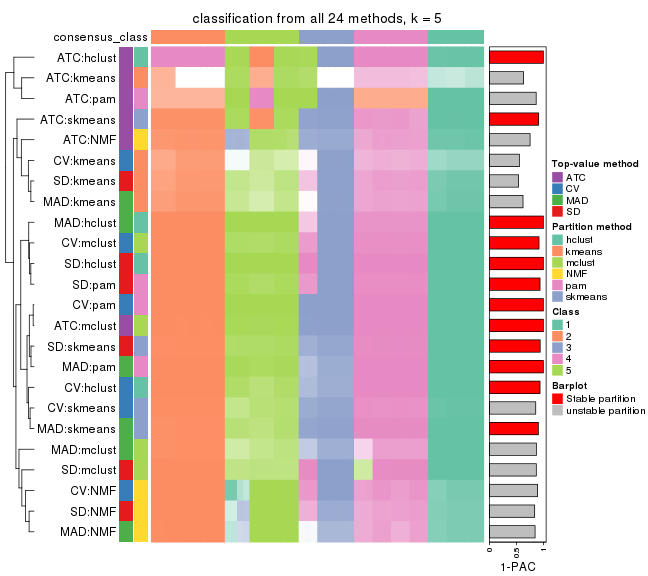 classification from all 24 methods, k = 5
consensus_class
ATC:hclust
ATC:kmeans
ATC:pam
ATC:skmeans
ATC:NMF
CV:kmeans
SD:kmeans
MAD:kmeans
MAD:hclust
CV:mclust
SD:hclust
SD:pam
CV:pam
ATC:mclust
SD:skmeans
MAD:pam
CV:hclust
CV:skmeans
MAD:skmeans
MAD:mclust
SD:mclust
CV:NMF
SD:NMF
MAD:NMF
0
0.5
1
1-PAC
Top-value method
ATC
CV
MAD
SD
Partition method
hclust
kmeans
mclust
NMF
pam
skmeans
Class
1
2
3
4
5
Barplot
Stable partition
unstable partition